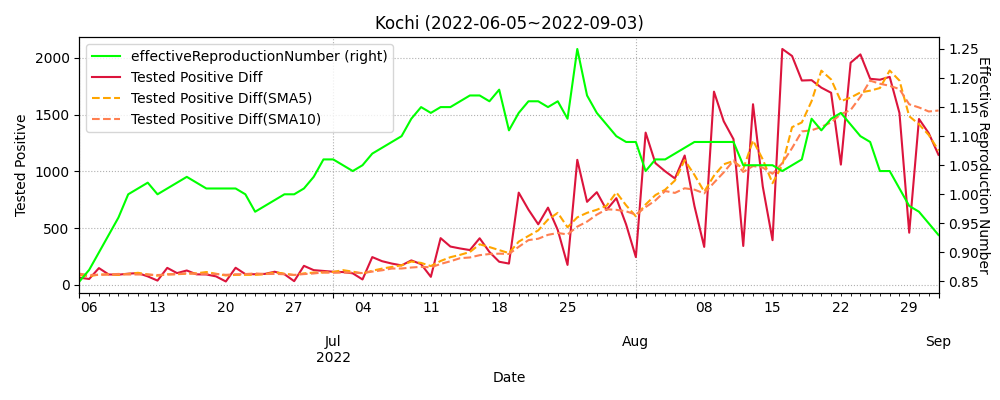 Kochi (2022-06-05~2022-09-03)
effectiveReproductionNumber (right)
Tested Positive Diff
Tested Positive Diff(SMA5)
Tested Positive Diff(SMA10)
Tested Positive
2000
1500
1000
500
0
Effective Reproduction Number
1.25
1.20
1.15
1.10
1.05
1.00
0.95
0.90
0.85
06 13 20 27 04 11 18 25 08 15 22 29
Jul Aug Sep
2022
Date